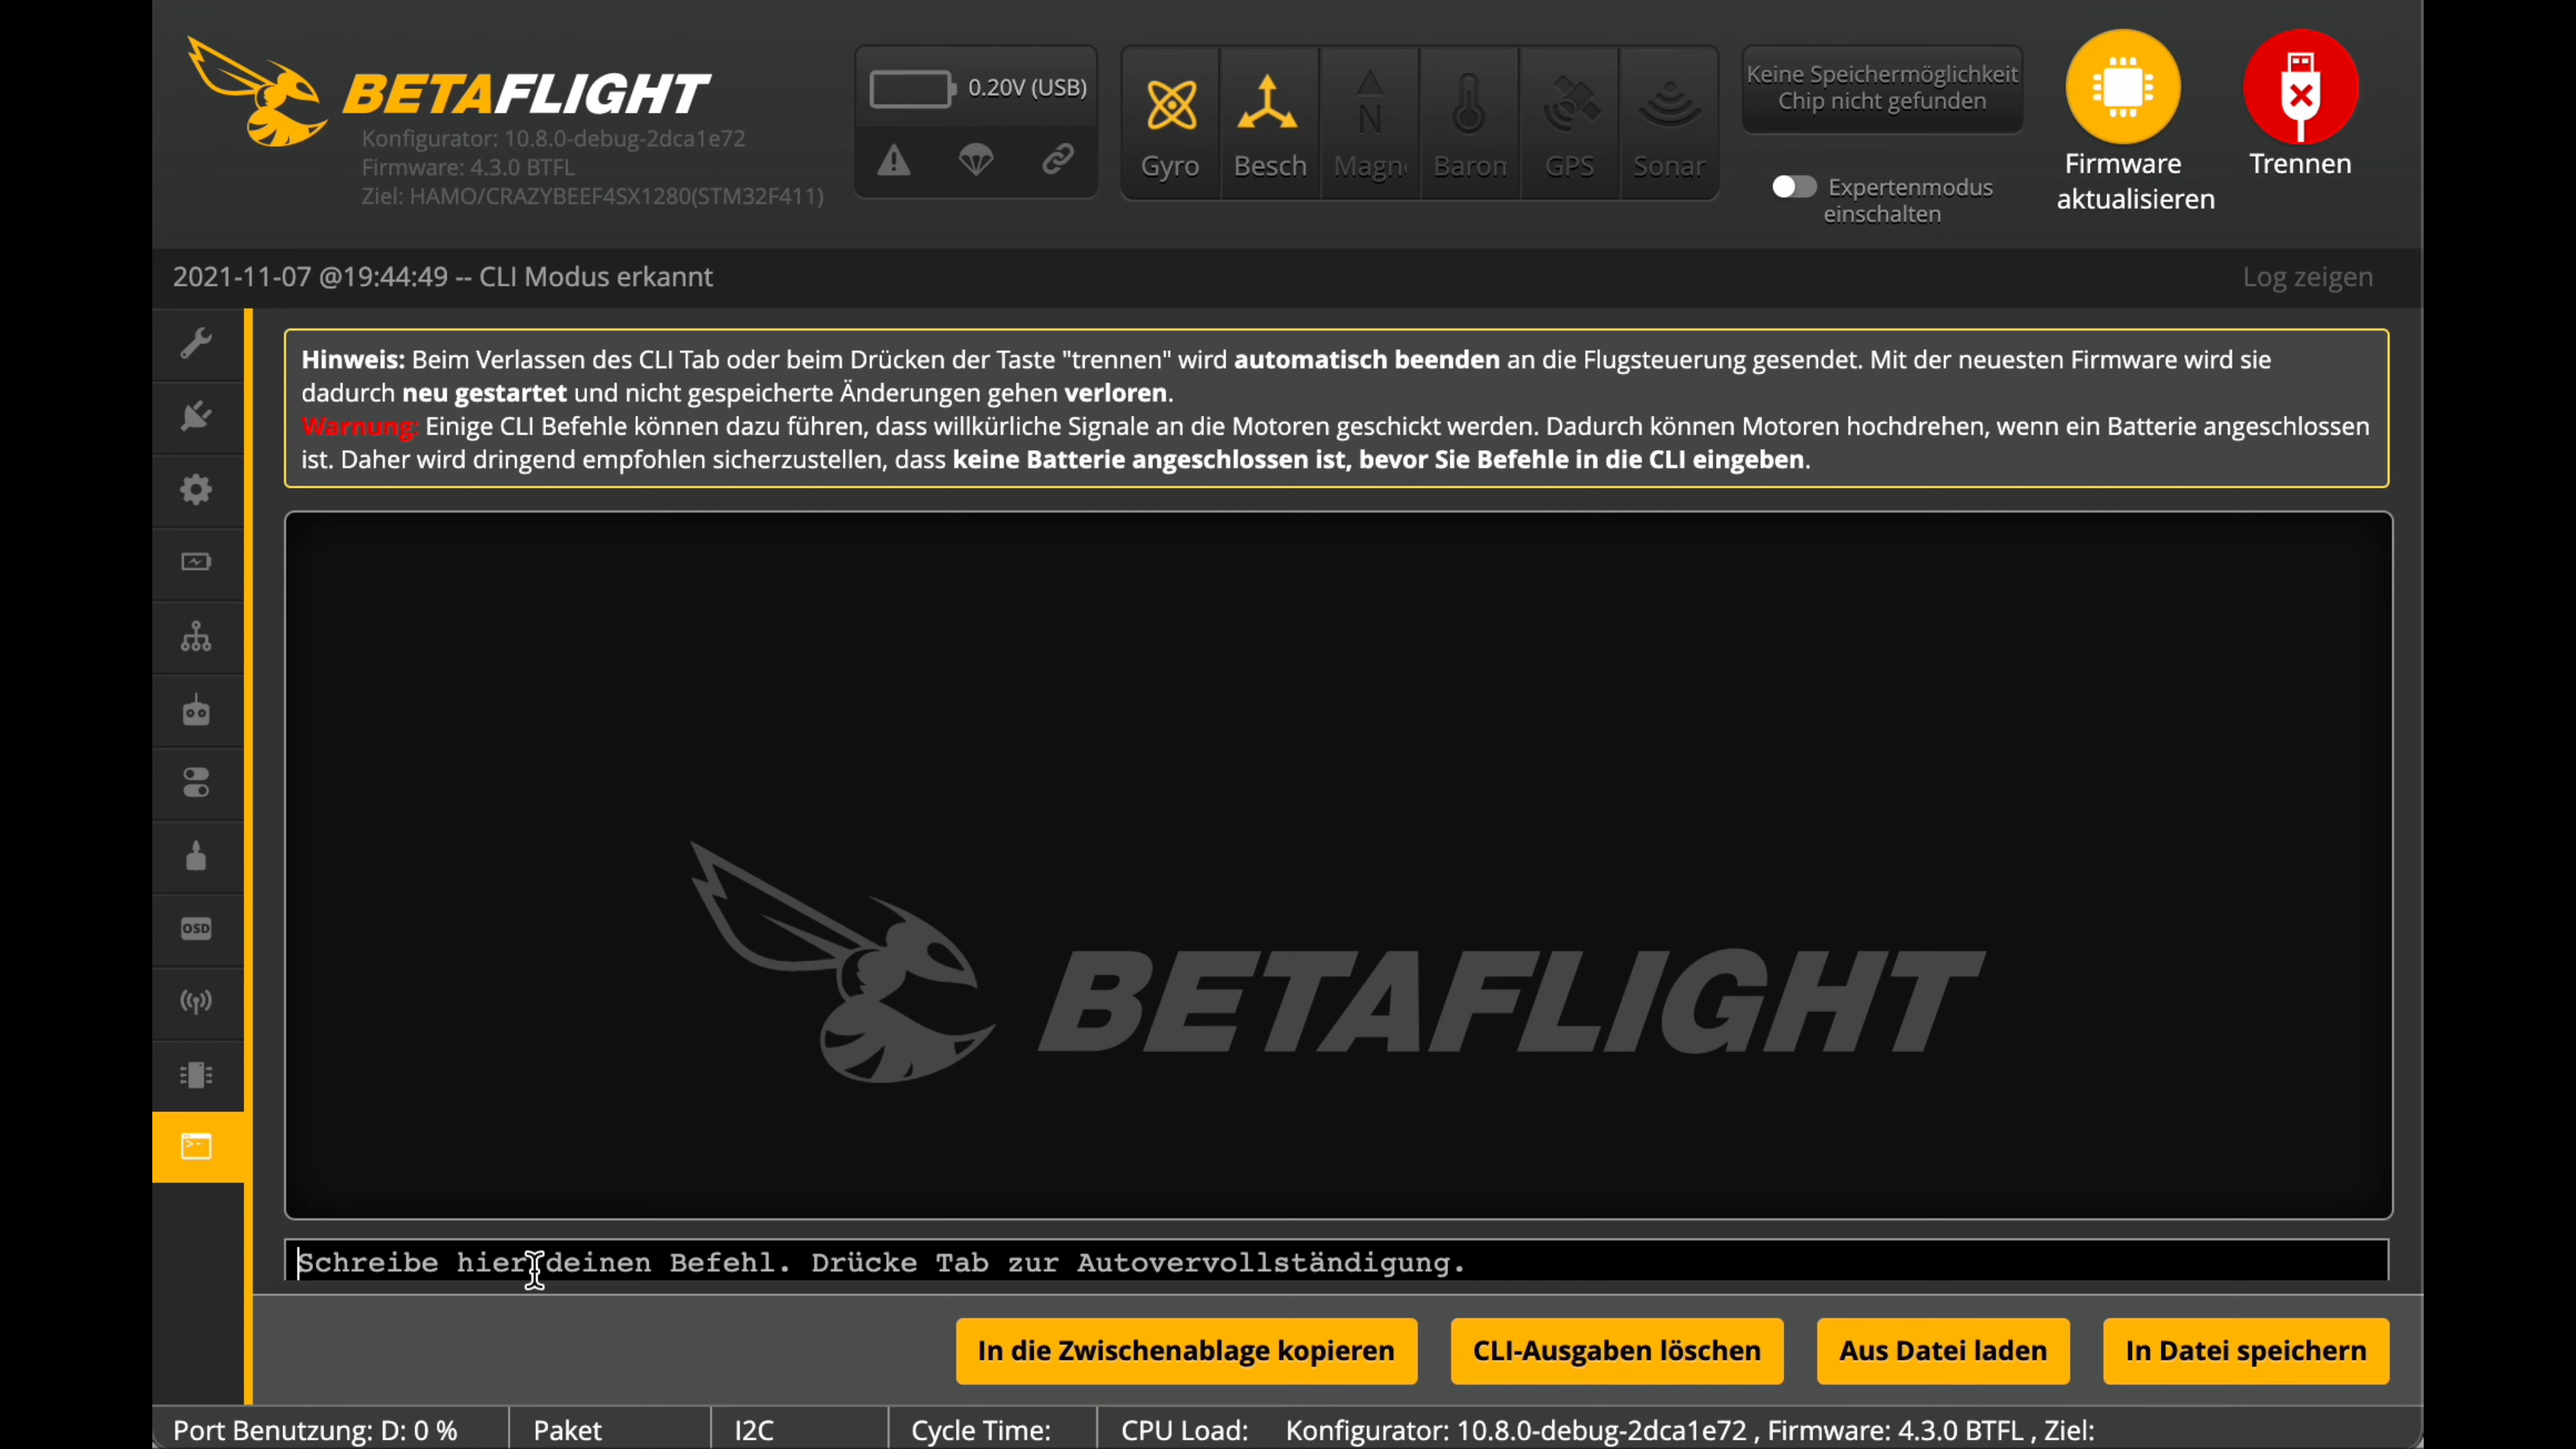 BETAFLIGHT
Konfigurator: 10.8.0-debug-2dca1e72
Firmware: 4.3.0 BTFL
Ziel: HAMO/CRAZYBEEF4SX1280(STM32F411)
0.20V (USB)
Gyro
Besch
N
Magn
Baron
GPS
Sonar
Keine Speichermöglichkeit
Chip nicht gefunden
Expertenmodus
einschalten
Firmware
aktualisieren
Trennen
2021-11-07 @19:44:49 -- CLI Modus erkannt
Log zeigen
Hinweis: Beim Verlassen des CLI Tab oder beim Drücken der Taste "trennen" wird automatisch beenden an die Flugsteuerung gesendet. Mit der neuesten Firmware wird sie
dadurch neu gestartet und nicht gespeicherte Änderungen gehen verloren.
Warnung: Einige CLI Befehle können dazu führen, dass willkürliche Signale an die Motoren geschickt werden. Dadurch können Motoren hochdrehen, wenn ein Batterie angeschlossen
ist. Daher wird dringend empfohlen sicherzustellen, dass keine Batterie angeschlossen ist, bevor Sie Befehle in die CLI eingeben.
OSD
BETAFLIGHT
Schreibe hier deinen Befehl. Drücke Tab zur Autovervollständigung.
In die Zwischenablage kopieren
CLI-Ausgaben löschen
Aus Datei laden
In Datei speichern
Port Benutzung: D: 0 %
Paket
I2C
Cycle Time:
CPU Load:
Konfigurator: 10.8.0-debug-2dca1e72 , Firmware: 4.3.0 BTFL , Ziel: